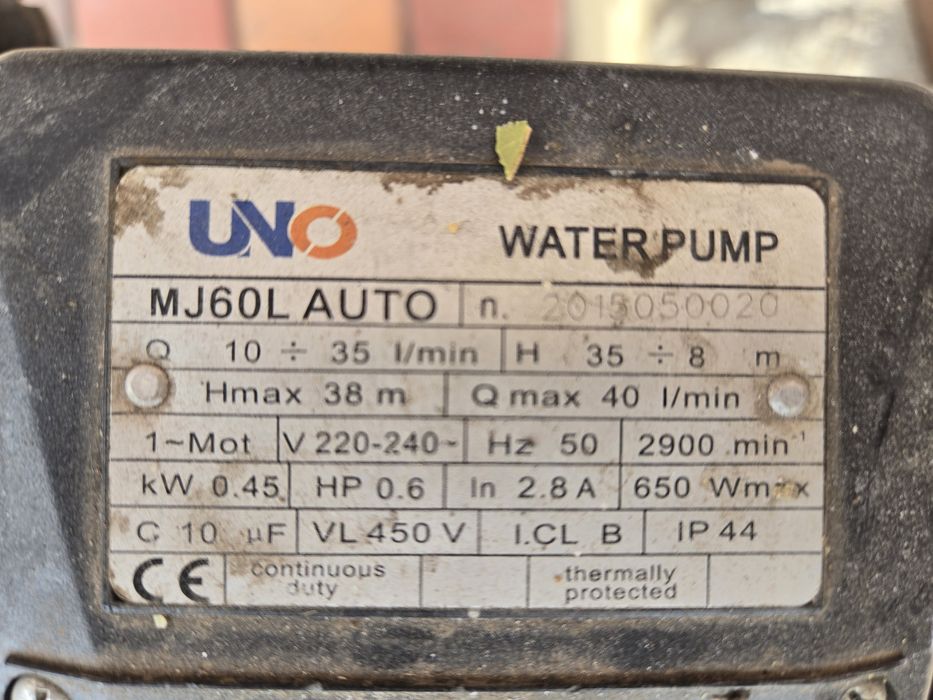 UNO WATER PUMP
MJ60L AUTO n. 2015050020
Q 10 ÷ 35 l/min H 35 ÷ 8 m
Hmax 38 m Q max 40 l/min
1~Mot V 220-240~ Hz 50 2900 min⁻¹
kW 0.45 HP 0.6 In 2.8 A 650 Wmax
C 10 µF VL 450 V I.CL B IP 44
CE continuous duty thermally protected